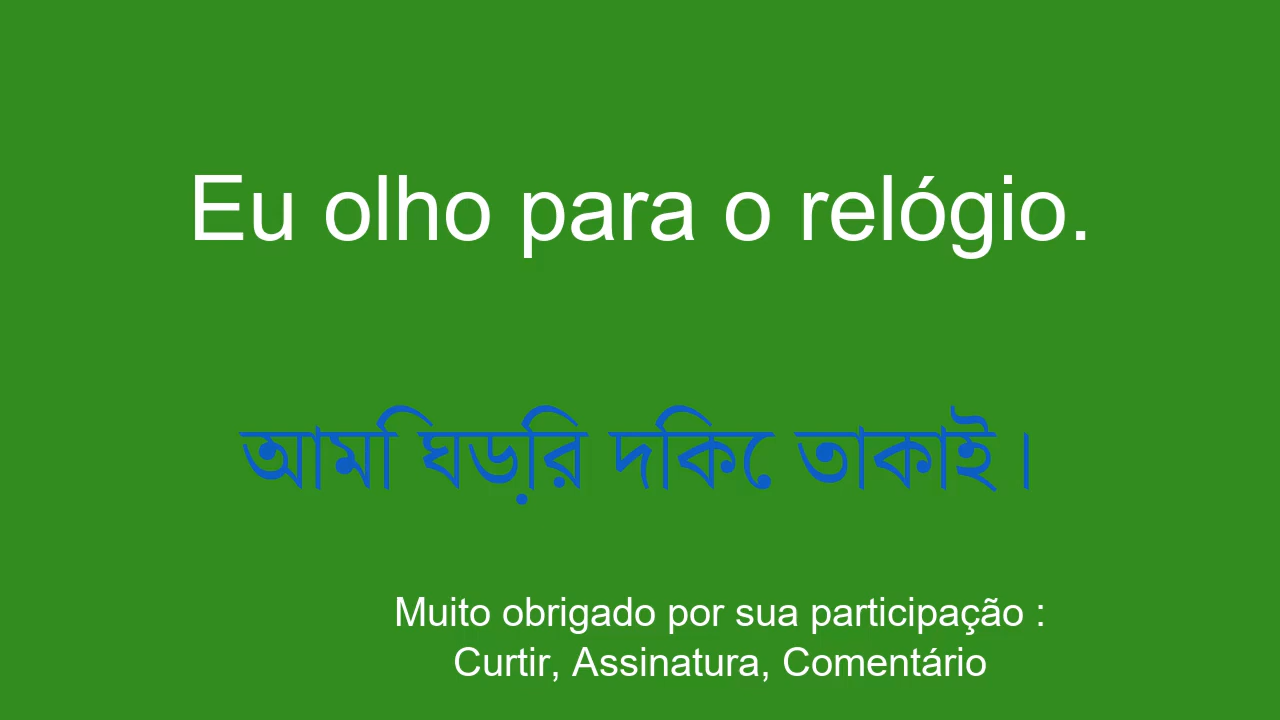 Eu olho para o relógio.
আমি ঘড়ির দিকে তাকাই।
Muito obrigado por sua participação :
Curtir, Assinatura, Comentário